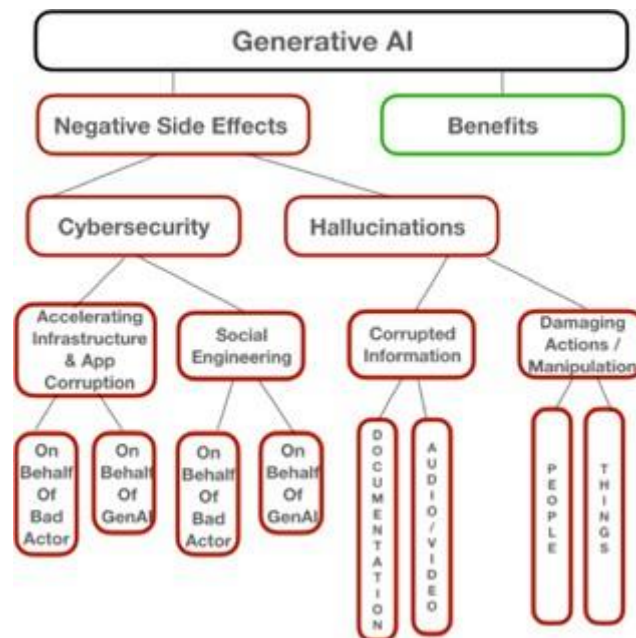 Generative AI
Negative Side Effects
Benefits
Cybersecurity
Hallucinations
Accelerating
Infrastructure
& App
Corruption
Social
Engineering
Corrupted
Information
Damaging
Actions /
Manipulation
On
Behalf
Of
Bad
Actor
On
Behalf
Of GenAI
On
Behalf
Of
Bad
Actor
On
Behalf
Of GenAI
DOCUMENTATION
AUDIO/VIDEO
PEOPLE
THINGS